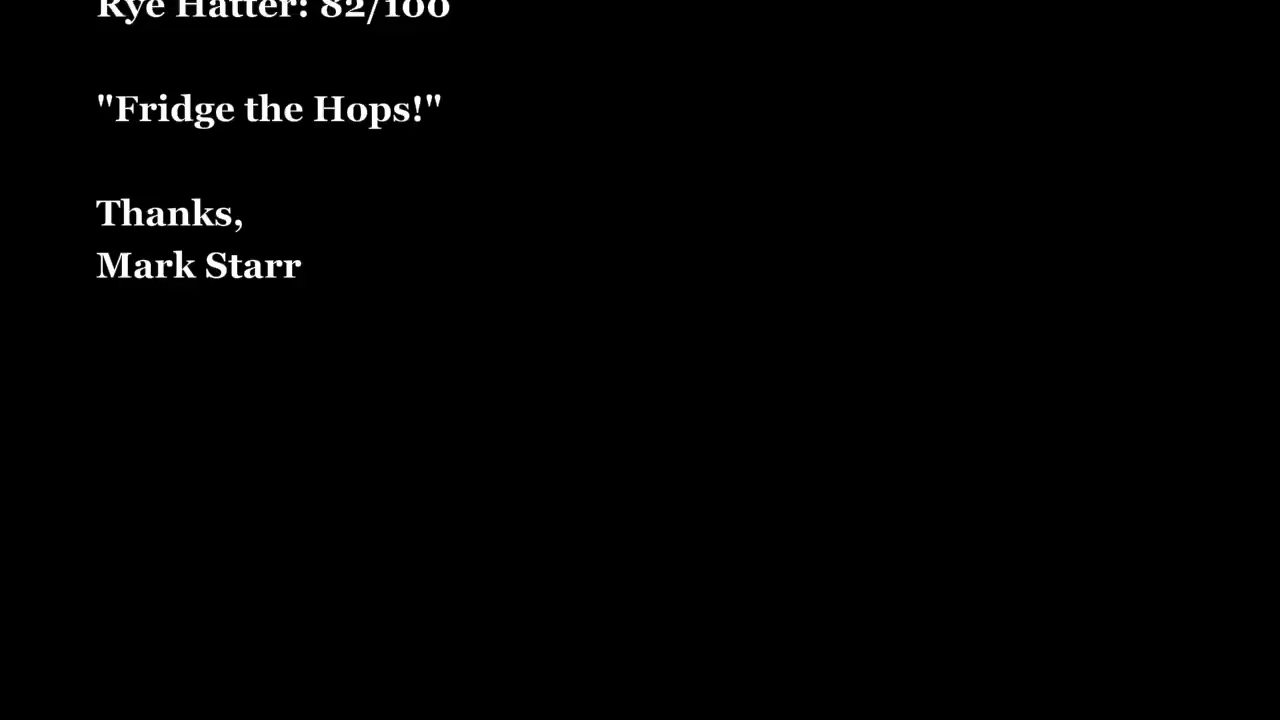 Rye Hatter: 82/100
"Fridge the Hops!"
Thanks,
Mark Starr